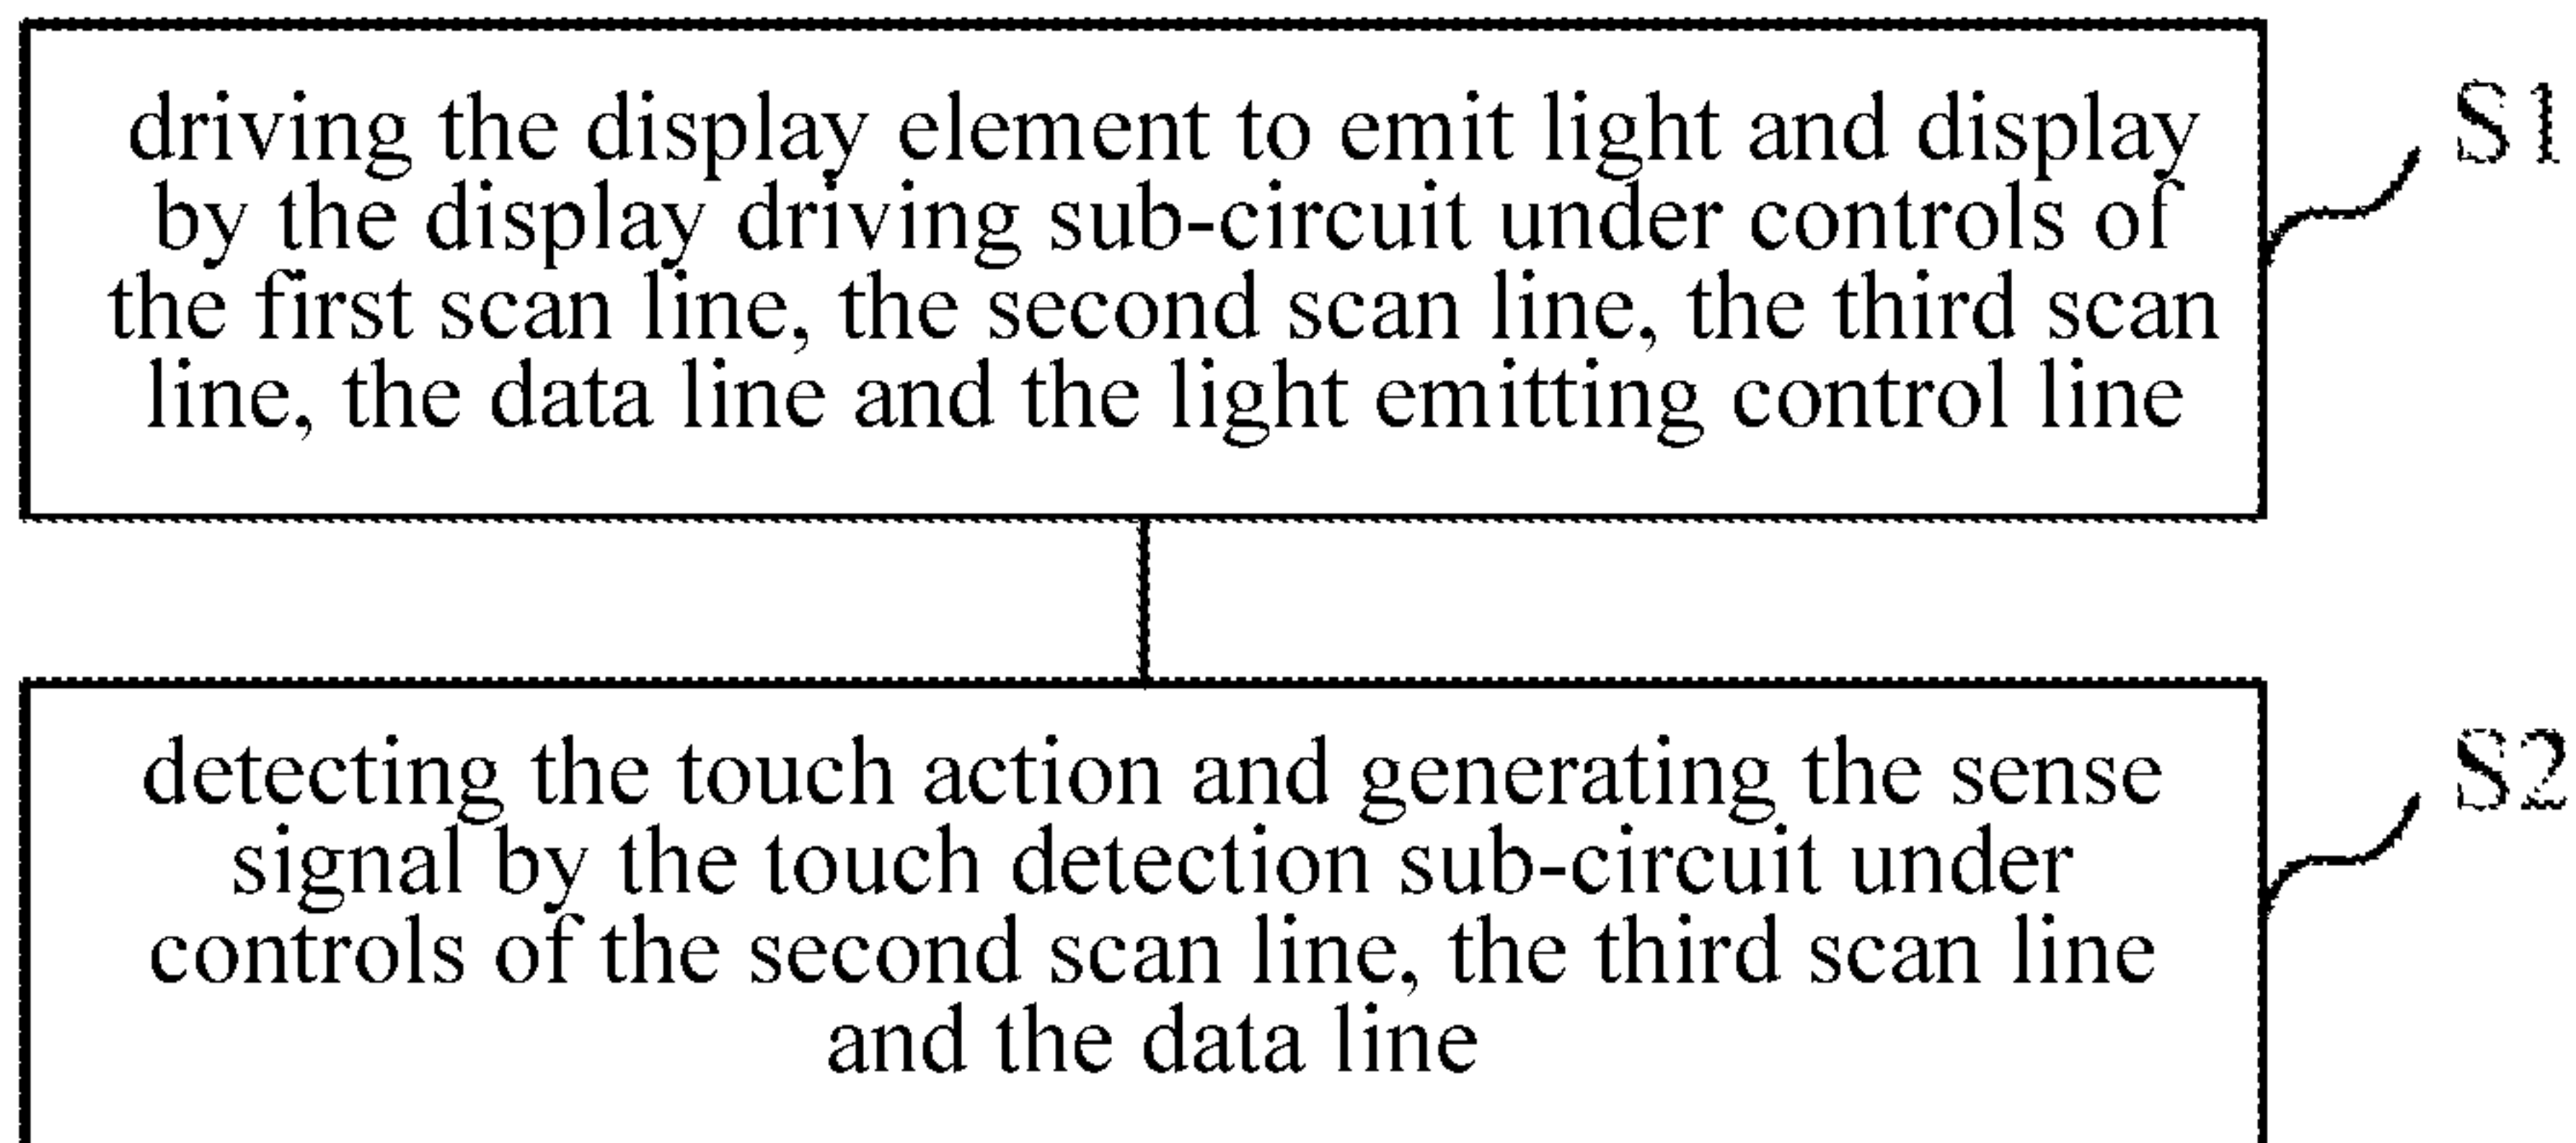 driving the display element to emit light and display
by the display driving sub-circuit under controls of
the first scan line, the second scan line, the third scan
line, the data line and the light emitting control line
S1
detecting the touch action and generating the sense
signal by the touch detection sub-circuit under
controls of the second scan line, the third scan line
and the data line
S2